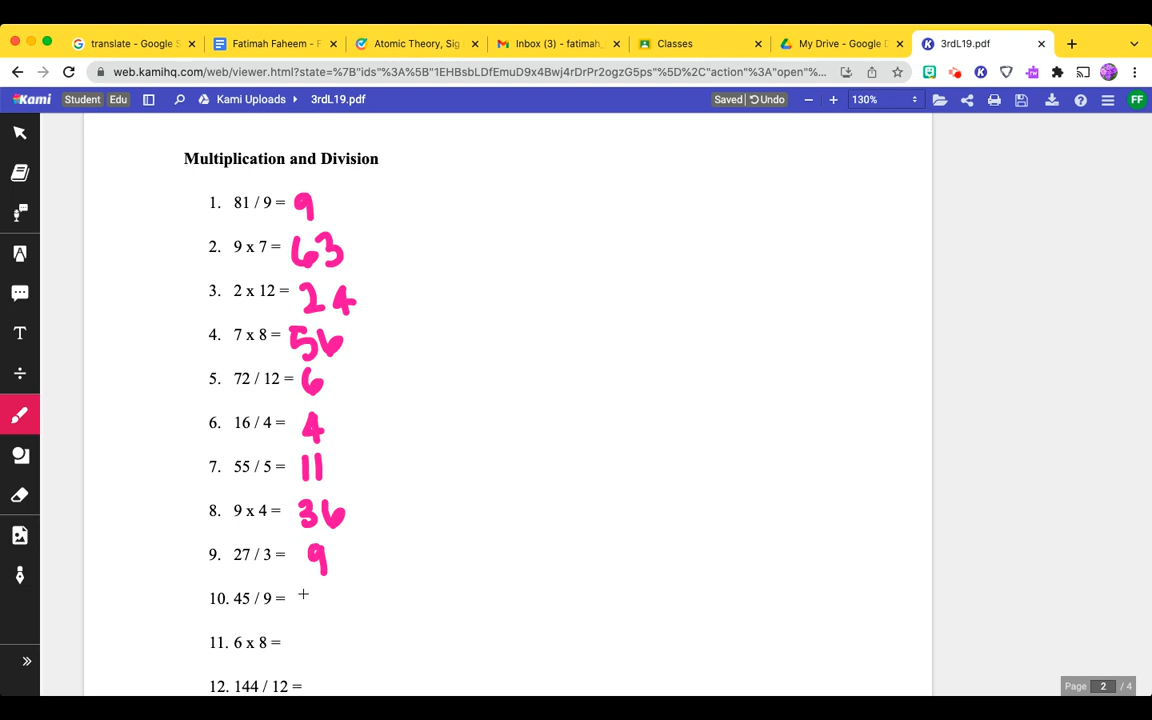 translate - Google S
Fatimah Faheem - F
Atomic Theory, Sig
Inbox (3) - fatimah_
Classes
My Drive - Google D
3rdL19.pdf
web.kamihq.com/web/viewer.html?state=%7B"ids"%3A%5B"1EHBsbLDfEmuD9x4Bwj4rDrPr2ogzG5ps"%5D%2C"action"%3A"open"%...
Kami Student Edu Kami Uploads 3rdL19.pdf Saved Undo 130% FF
Multiplication and Division
1. 81 / 9 = 9
2. 9 x 7 = 63
3. 2 x 12 = 24
4. 7 x 8 = 56
5. 72 / 12 = 6
6. 16 / 4 = 4
7. 55 / 5 = 11
8. 9 x 4 = 36
9. 27 / 3 = 9
10. 45 / 9 =
11. 6 x 8 =
12. 144 / 12 =
Page 2 / 4